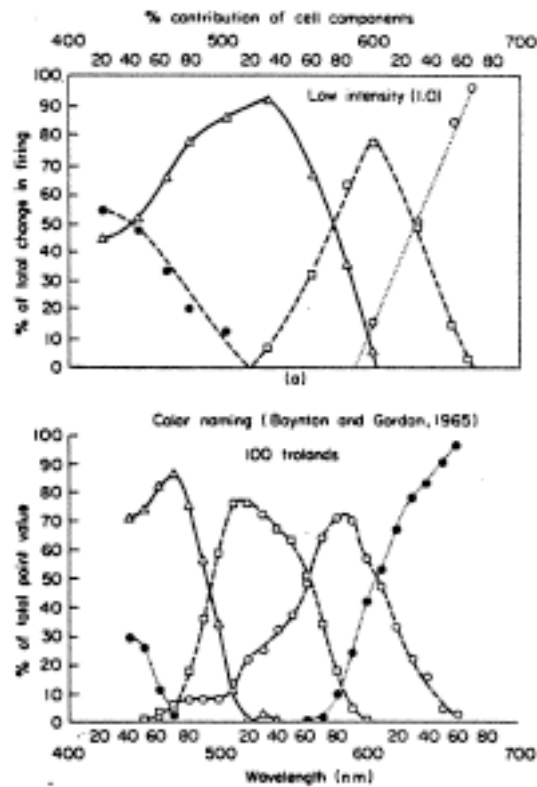 % contribution of cell components
400 500 600 700
20 40 60 80 20 40 60 80 20 40 60 80
Low intensity (1.0)
% of total change in firing
100
90
80
70
60
50
40
30
20
10
0
(a)
Color naming (Boynton and Gordon, 1965)
100 trolands
% of total point value
100
90
80
70
60
50
40
30
20
10
0
20 40 60 80 20 40 60 80 20 40 60 80
400 500 600 700
Wavelength (nm)